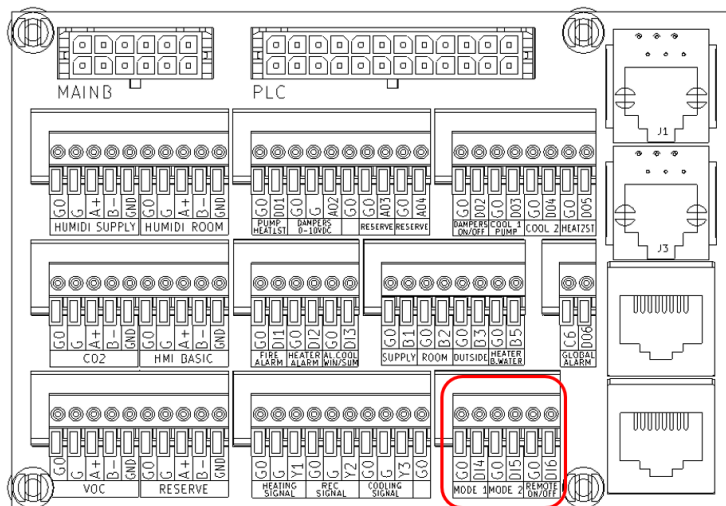 MAINB PLC
J1
G0 G A+ B- GND G0 G A+ B- GND
HUMIDI SUPPLY HUMIDI ROOM
G0 DO1 G0 G AO2 G0 G0 AO3 G0 AO4
PUMP HEAT1ST DAMPERS 0-10VDC RESERVE RESERVE
G0 DO2 G0 DO3 G0 DO4 G0 DO5
DAMPERS ON/OFF COOL 1 PUMP COOL 2 HEAT2ST
J3
G0 G A+ B- GND G0 G A+ B- GND
CO2 HMI BASIC
G0 DI1 G0 DI2 G0 DI3
FIRE ALARM HEATER ALARM AL.COOL WIN/SUM
G0 B1 G0 B2 G0 B3 G0 B5
SUPPLY ROOM OUTSIDE HEATER B.WATER
C6 DO6
GLOBAL ALARM
G0 G A+ B- GND G0 G A+ B- GND
VOC RESERVE
G0 G Y1 G0 G Y2 G0 G Y3 G0
HEATING SIGNAL REC SIGNAL COOLING SIGNAL
G0 DI4 G0 DI5 G0 DI6
MODE 1 MODE 2 REMOTE ON/OFF